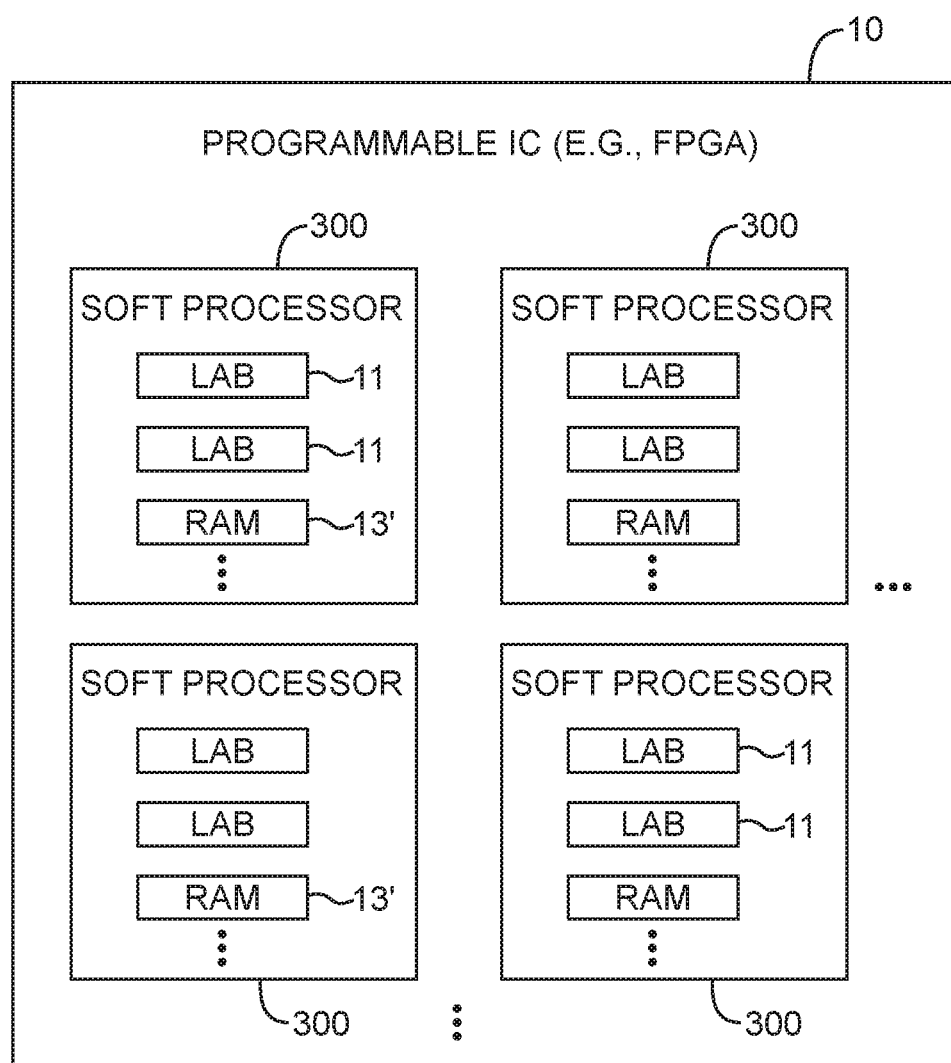 10
PROGRAMMABLE IC (E.G., FPGA)
300
300
SOFT PROCESSOR
LAB 11
LAB 11
RAM 13'
SOFT PROCESSOR
LAB
LAB
RAM
SOFT PROCESSOR
LAB
LAB
RAM 13'
300
SOFT PROCESSOR
LAB 11
LAB 11
RAM
300